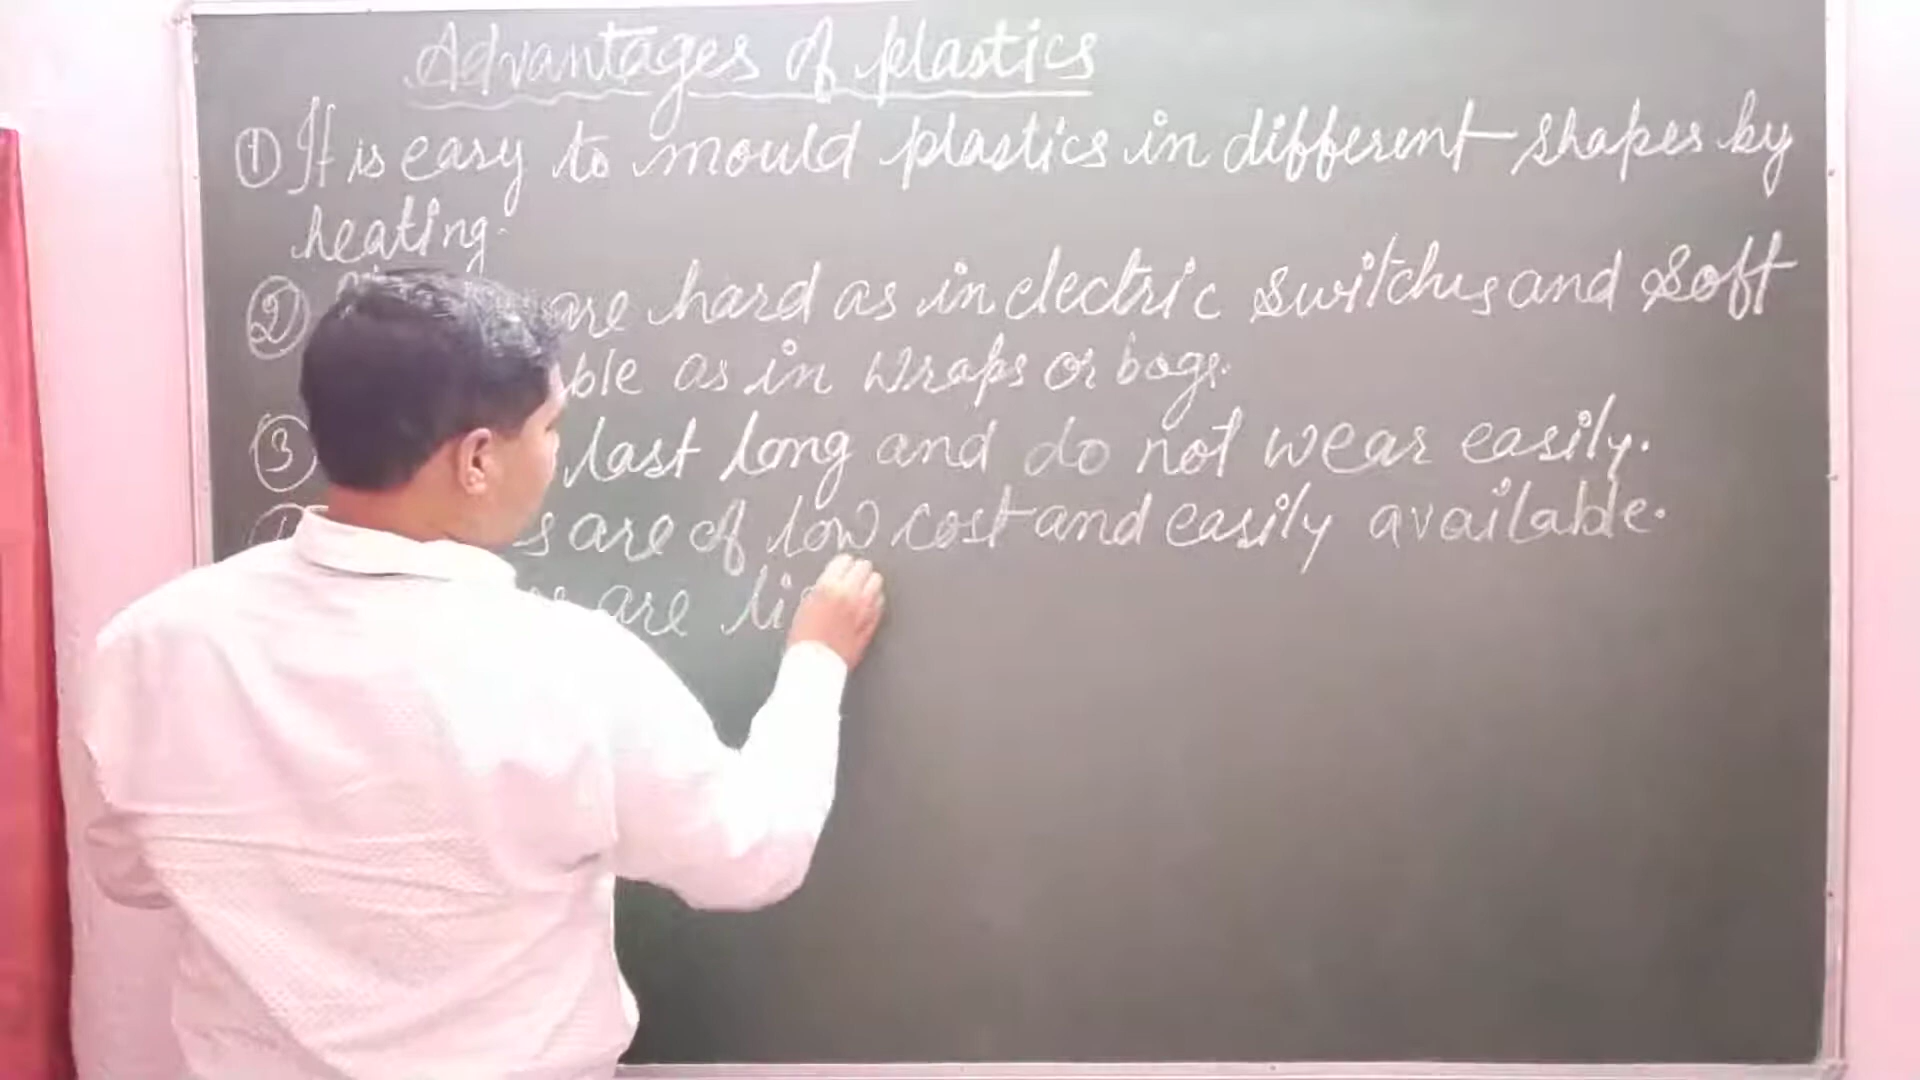 Advantages of plastics
① It is easy to mould plastics in different shapes by
heating.
② are hard as in electric switches and soft
as in wraps or bags.
③ last long and do not wear easily.
are of low cost and easily available.
are